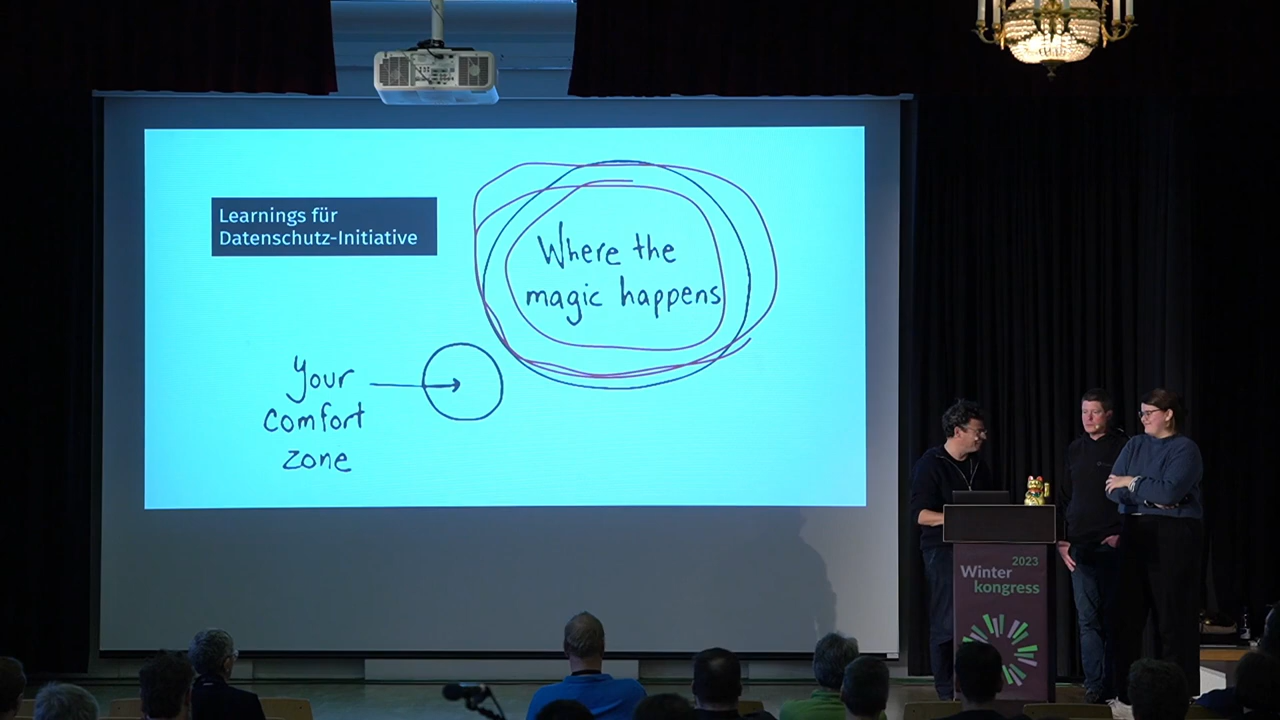 Learnings für
Datenschutz-Initiative
Where the
magic happens
Your
comfort
zone
2023
Winter
kongress